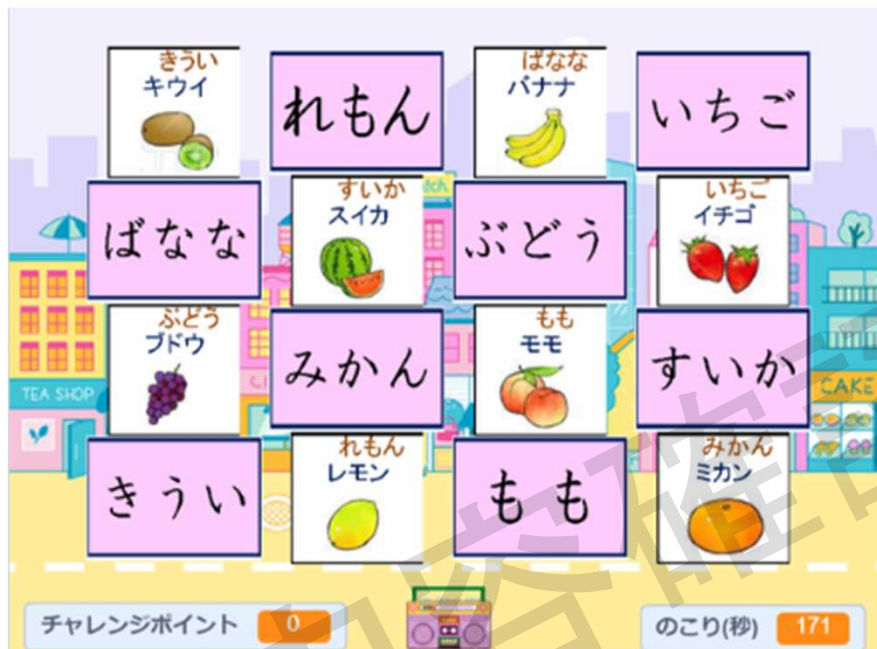 きうい
キウイ
れもん
ばなな
バナナ
いちご
ばなな
すいか
スイカ
ぶどう
いちご
イチゴ
ぶどう
ブドウ
みかん
もも
モモ
すいか
TEA SHOP
CAKE
きうい
れもん
レモン
もも
みかん
ミカン
チャレンジポイント
0
のこり(秒)
171
内容確認